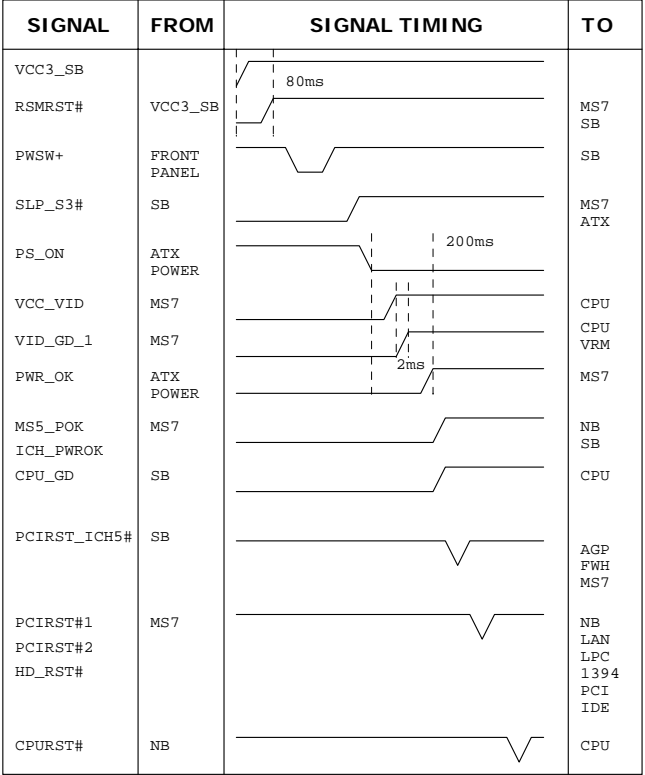 SIGNAL FROM SIGNAL TIMING TO
VCC3_SB
80ms
RSMRST# VCC3_SB MS7
SB
PWSW+ FRONT SB
PANEL
SLP_S3# SB MS7
ATX
200ms
PS_ON ATX
POWER
VCC_VID MS7 CPU
VID_GD_1 MS7 CPU
VRM
2ms
PWR_OK ATX MS7
POWER
MS5_POK MS7 NB
ICH_PWROK SB
CPU_GD SB CPU
PCIRST_ICH5# SB AGP
FWH
MS7
PCIRST#1 MS7 NB
LAN
PCIRST#2 LPC
HD_RST# 1394
PCI
IDE
CPURST# NB CPU